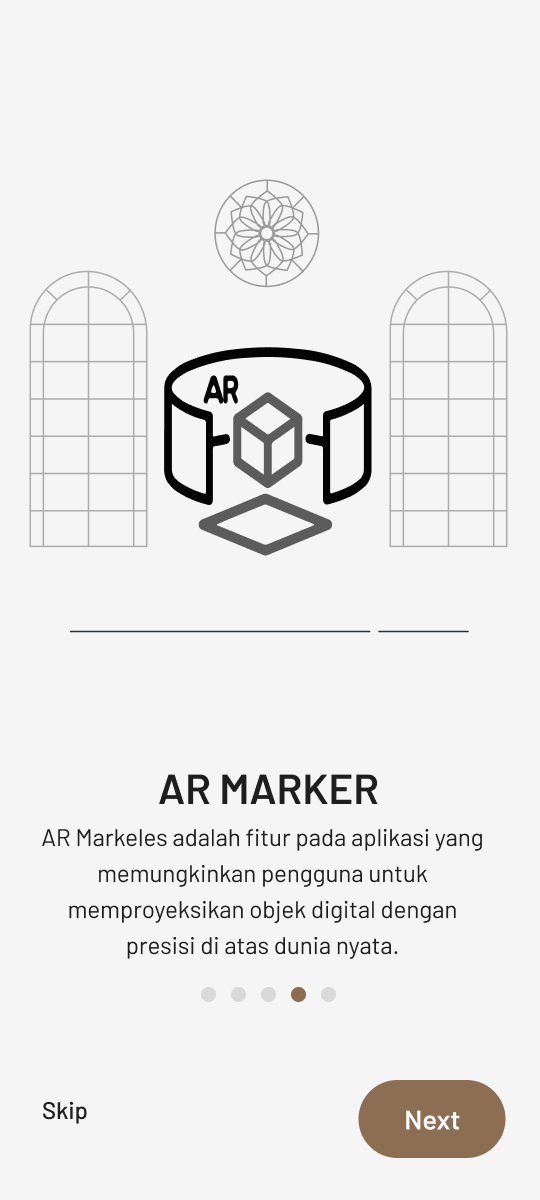 AR
AR MARKER
AR Markeles adalah fitur pada aplikasi yang
memungkinkan pengguna untuk
memproyeksikan objek digital dengan
presisi di atas dunia nyata.
Skip
Next